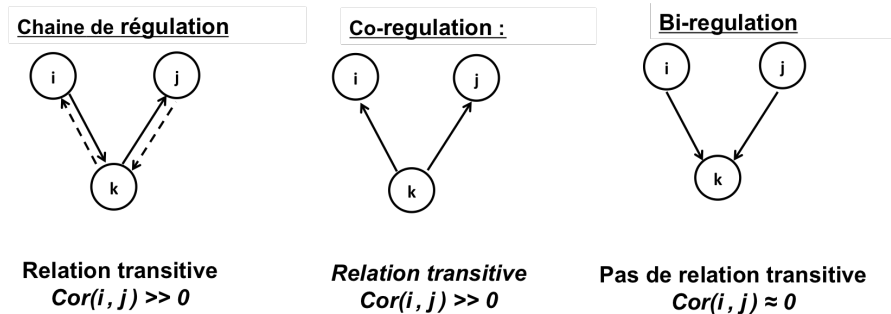 Chaine de régulation
i
j
k
Relation transitive
Cor(i , j ) >> 0
Co-regulation :
i
j
k
Relation transitive
Cor(i , j ) >> 0
Bi-regulation
i
j
k
Pas de relation transitive
Cor(i , j ) ≈ 0